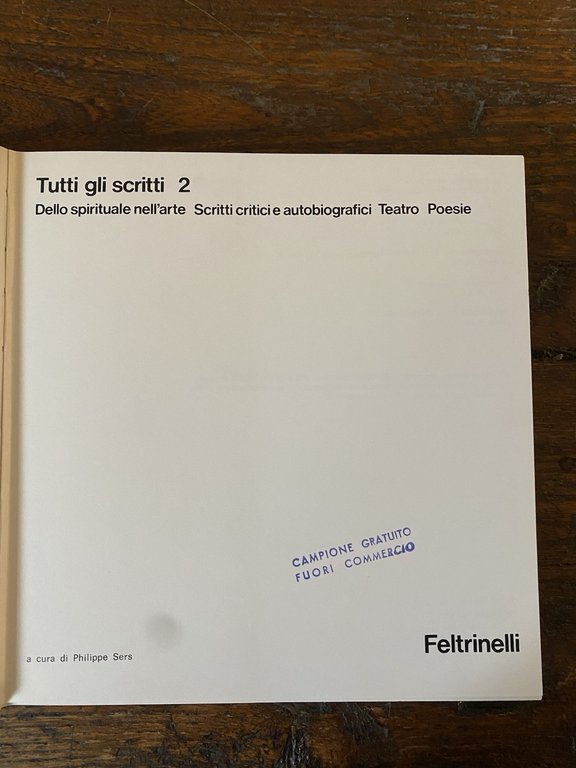 Tutti gli scritti 2
Dello spirituale nell'arte Scritti critici e autobiografici Teatro Poesie
CAMPIONE GRATUITO
FUORI COMMERCIO
Feltrinelli
a cura di Philippe Sers